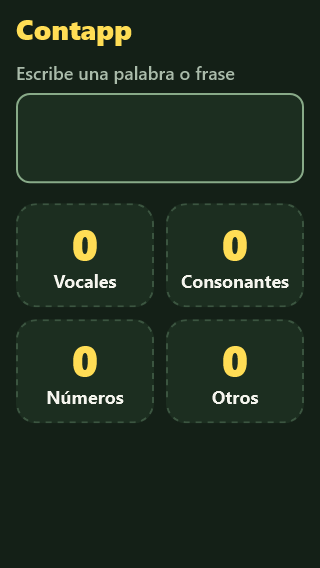 Contapp
Escribe una palabra o frase
0
Vocales
0
Consonantes
0
Números
0
Otros